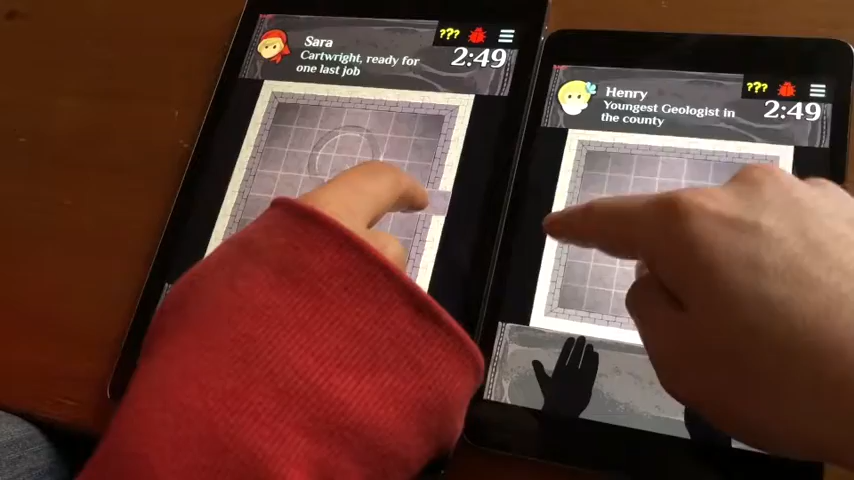 Sara
???
Cartwright, ready for
one last job
2:49
Henry
???
Youngest Geologist in
the county
2:49